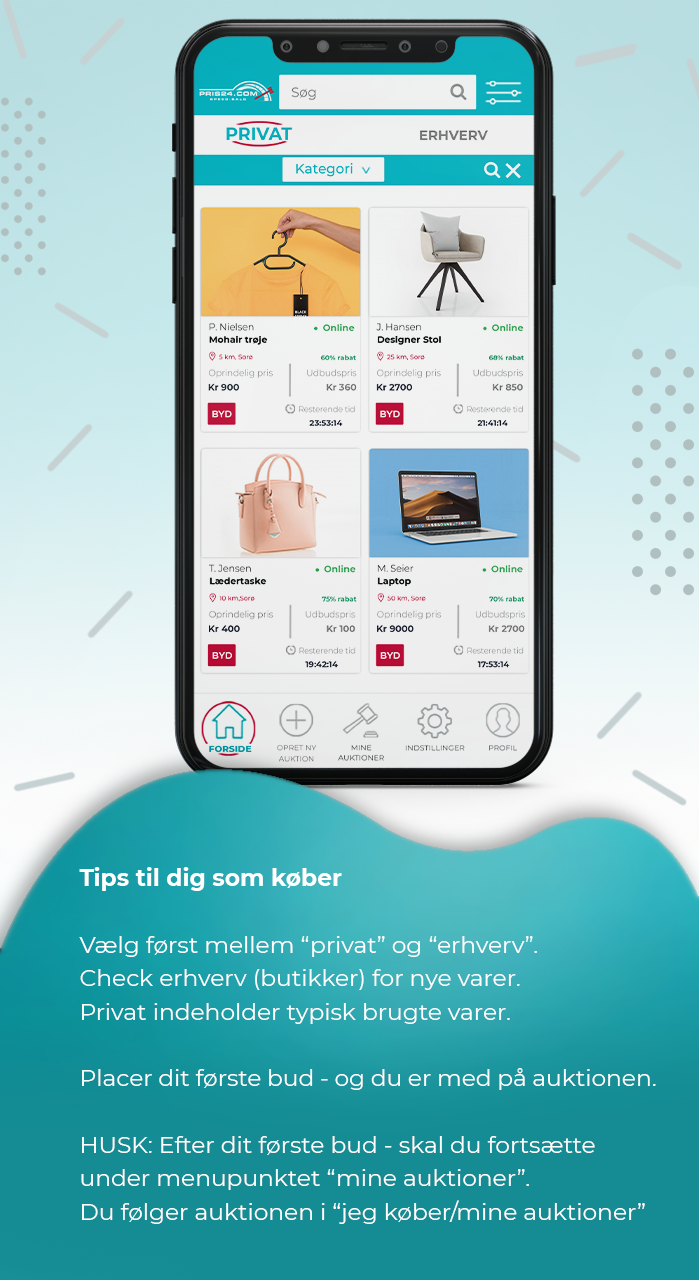 PRIS24.COM
SPEED SALG
Søg
PRIVAT
ERHVERV
Kategori
P. Nielsen
Online
Mohair trøje
5 km, Sorø
60% rabat
Oprindelig pris
Udbudspris
Kr 900
Kr 360
BYD
Resterende tid
23:53:14
J. Hansen
Online
Designer Stol
25 km, Sorø
68% rabat
Oprindelig pris
Udbudspris
Kr 2700
Kr 850
BYD
Resterende tid
21:41:14
T. Jensen
Online
Lædertaske
10 km,Sorø
75% rabat
Oprindelig pris
Udbudspris
Kr 400
Kr 100
BYD
Resterende tid
19:42:14
M. Seier
Online
Laptop
50 km, Sorø
70% rabat
Oprindelig pris
Udbudspris
Kr 9000
Kr 2700
BYD
Resterende tid
17:53:14
FORSIDE
OPRET NY
AUKTION
MINE
AUKTIONER
INDSTILLINGER
PROFIL
Tips til dig som køber
Vælg først mellem “privat” og “erhverv”.
Check erhverv (butikker) for nye varer.
Privat indeholder typisk brugte varer.
Placer dit første bud - og du er med på auktionen.
HUSK: Efter dit første bud - skal du fortsætte
under menupunktet “mine auktioner”.
Du følger auktionen i “jeg køber/mine auktioner”